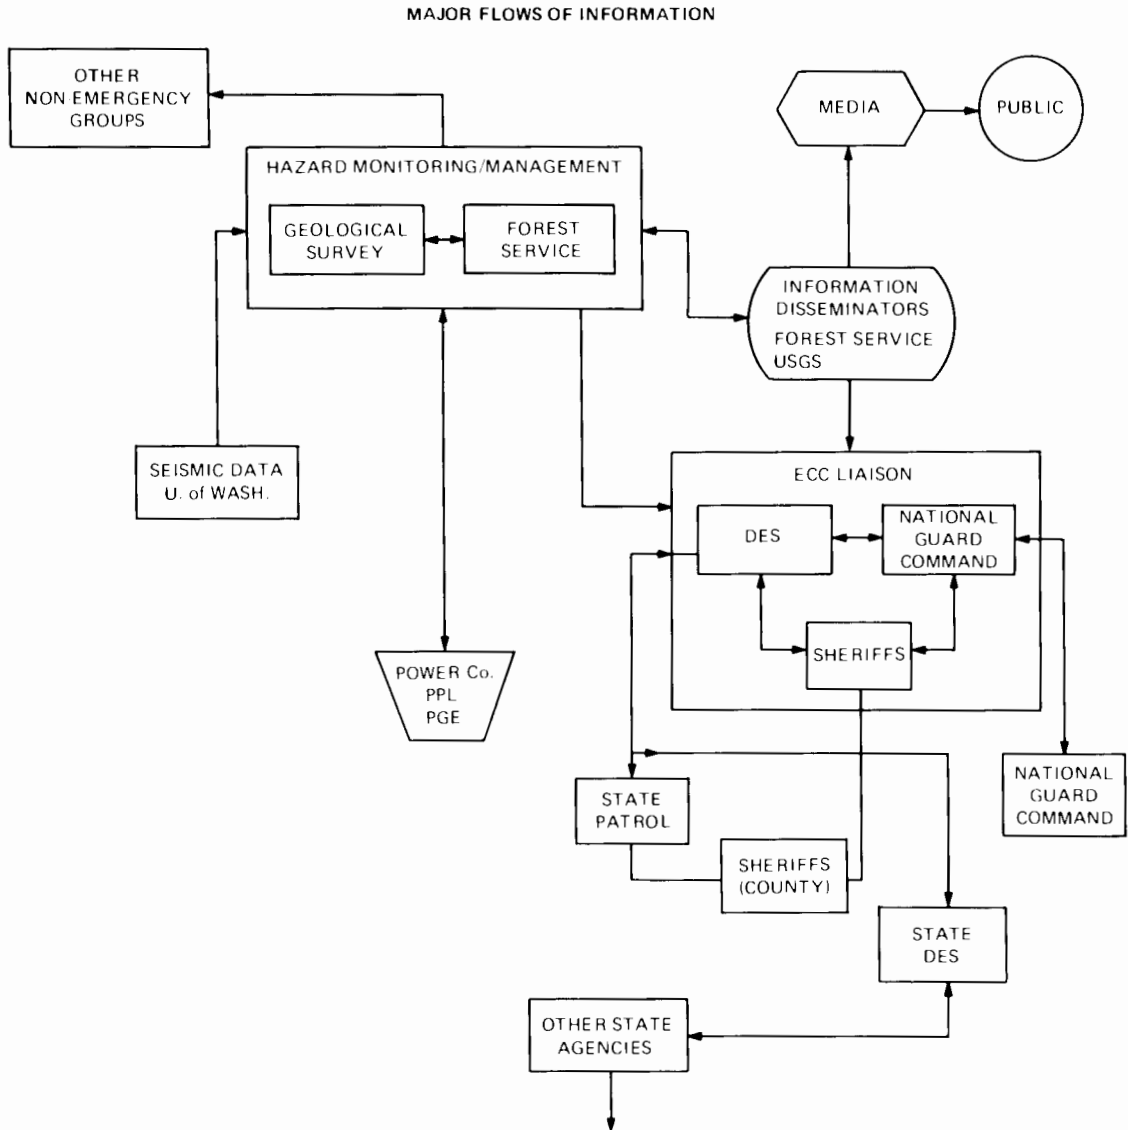 MAJOR FLOWS OF INFORMATION
OTHER
NON EMERGENCY
GROUPS
MEDIA
PUBLIC
HAZARD MONITORING/MANAGEMENT
GEOLOGICAL
SURVEY
FOREST
SERVICE
INFORMATION
DISSEMINATORS
FOREST SERVICE
USGS
SEISMIC DATA
U. of WASH.
ECC LIAISON
DES
NATIONAL
GUARD
COMMAND
SHERIFFS
POWER Co.
PPL
PGE
STATE
PATROL
NATIONAL
GUARD
COMMAND
SHERIFFS
(COUNTY)
STATE
DES
OTHER STATE
AGENCIES